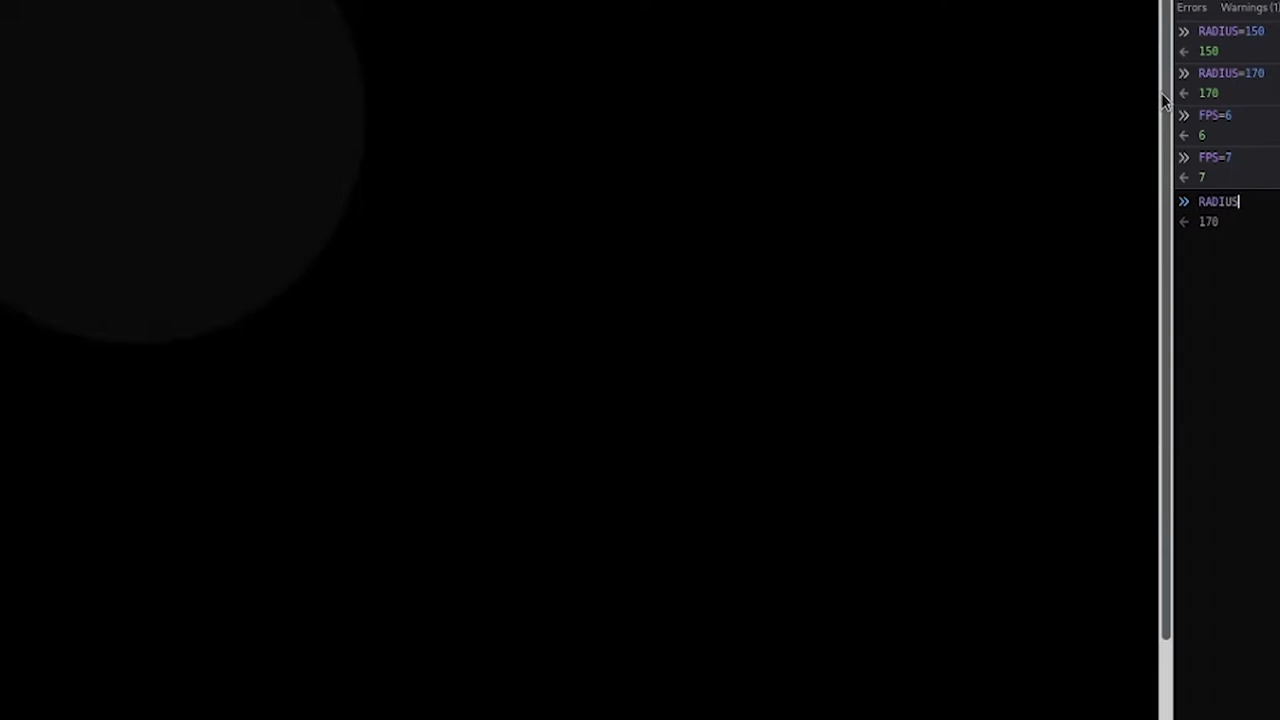 Errors Warnings (1)
» RADIUS=150
← 150
» RADIUS=170
← 170
» FPS=6
← 6
» FPS=7
← 7
» RADIUS
← 170